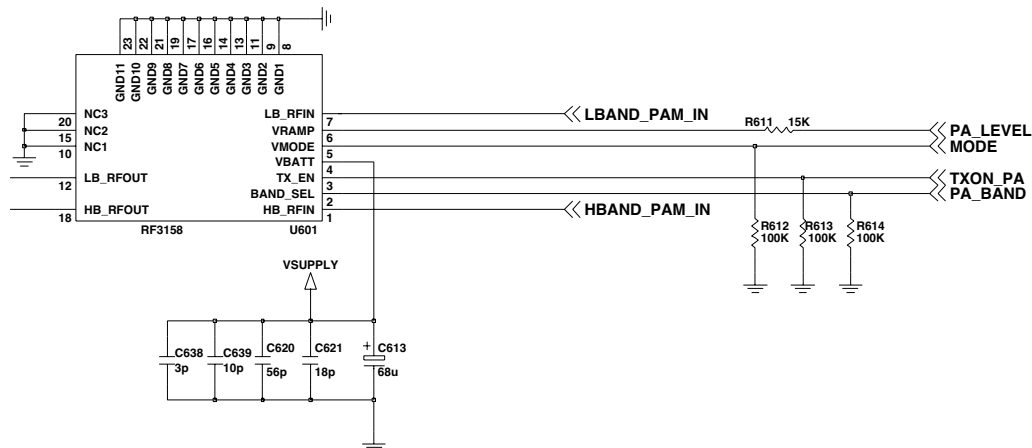 23 22 21 19 17 16 14 13 11 9 8
GND11 GND10 GND9 GND8 GND7 GND6 GND5 GND4 GND3 GND2 GND1
NC3 LB_RFIN LBAND_PAM_IN
20 7
NC2 VRAMP R611 15K PA_LEVEL
15 6
NC1 VMODE MODE
10 5
VBATT
4
LB_RFOUT TX_EN TXON_PA
12 3
BAND_SEL PA_BAND
2
HB_RFOUT HB_RFIN HBAND_PAM_IN
18 1
RF3158 U601
R612 R613 R614
100K 100K 100K
VSUPPLY
C638 C639 C620 C621 + C613
3p 10p 56p 18p 68u